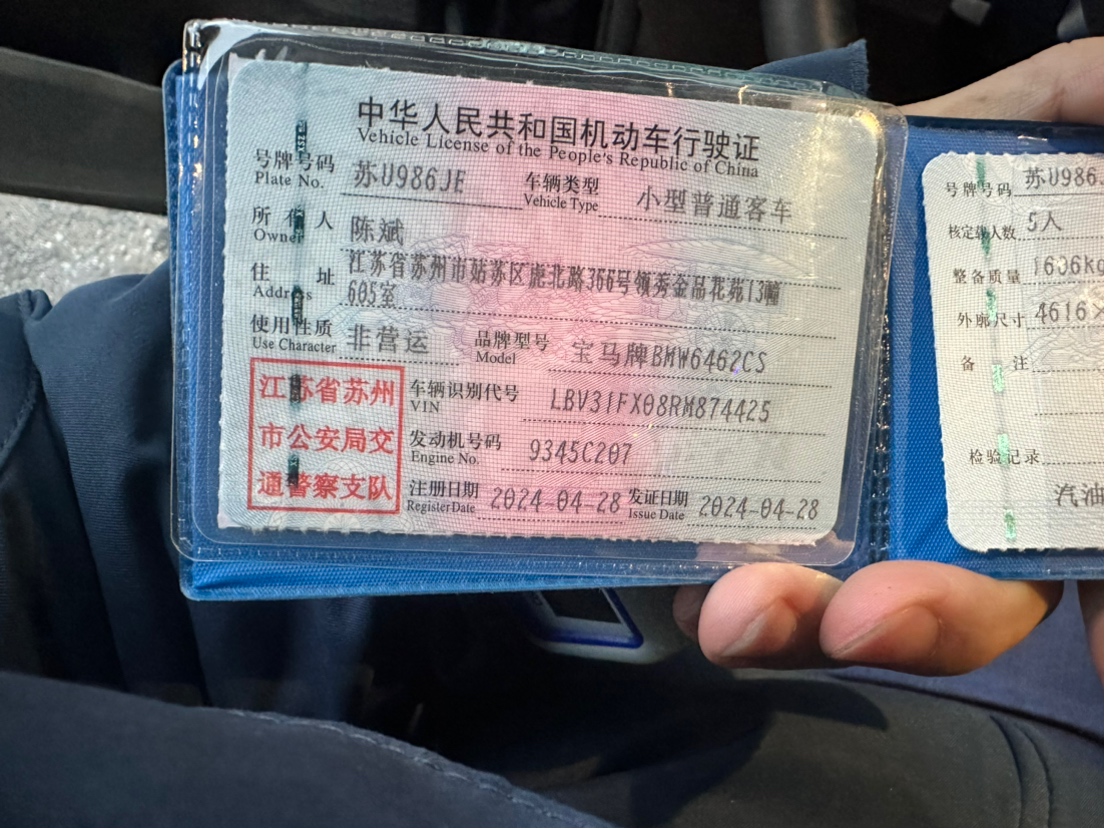 中华人民共和国机动车行驶证
Vehicle License of the People's Republic of China
号牌号码 苏U986JE 车辆类型 小型普通客车
Plate No. Vehicle Type
所有人 陈斌
Owner
住址 江苏省苏州市姑苏区鹿北路366号领秀金品花苑13幢
Address 605室
使用性质 非营运 品牌型号 宝马牌BMW6462CS
Use Character Model
江苏省苏州
市公安局交
通警察支队
车辆识别代号 LBV31FX08RM874425
VIN
发动机号码 9345C207
Engine No.
注册日期 2024-04-28 发证日期 2024-04-28
Register Date Issue Date
号牌号码 苏U986
核定载人数 5人
整备质量 1606kg
外廓尺寸 4616×
备注
检验记录
汽油